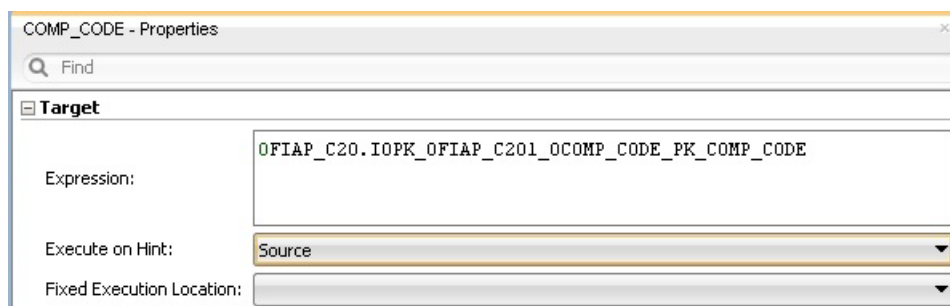 COMP_CODE - Properties
Find
Target
Expression:
0FIAP_C20.IOPK_0FIAP_C201_0COMP_CODE_PK_COMP_CODE
Execute on Hint:
Source
Fixed Execution Location: